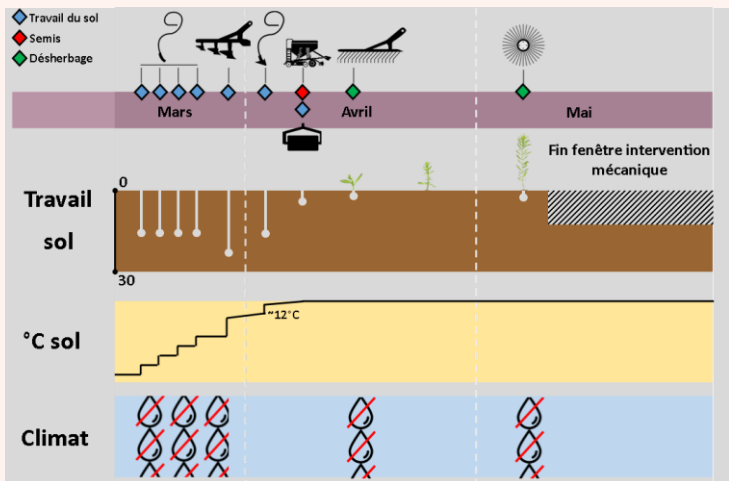 Travail du sol
Semis
Désherbage
Mars
Avril
Mai
Fin fenêtre intervention
mécanique
Travail
sol
0
30
°C sol
~12°C
Climat